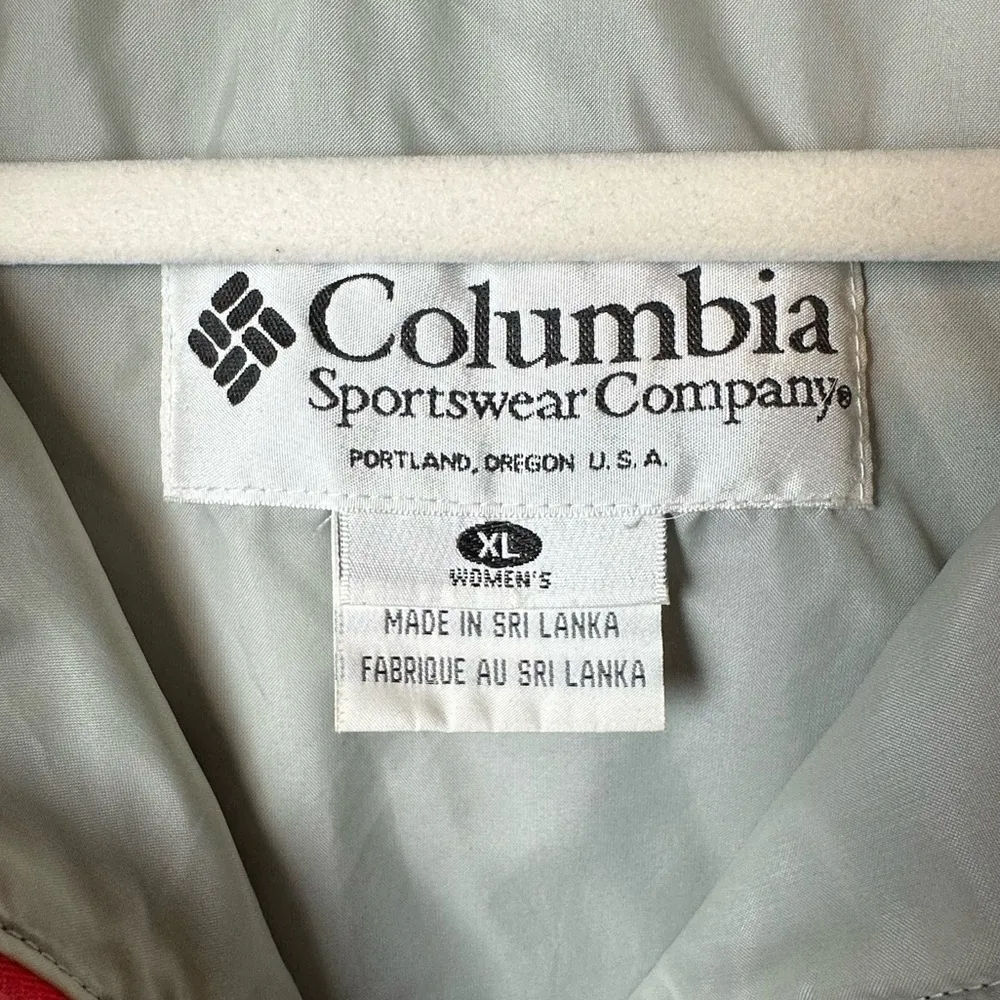 Columbia
Sportswear Company®
PORTLAND, OREGON U.S.A.
XL
WOMEN'S
MADE IN SRI LANKA
FABRIQUE AU SRI LANKA